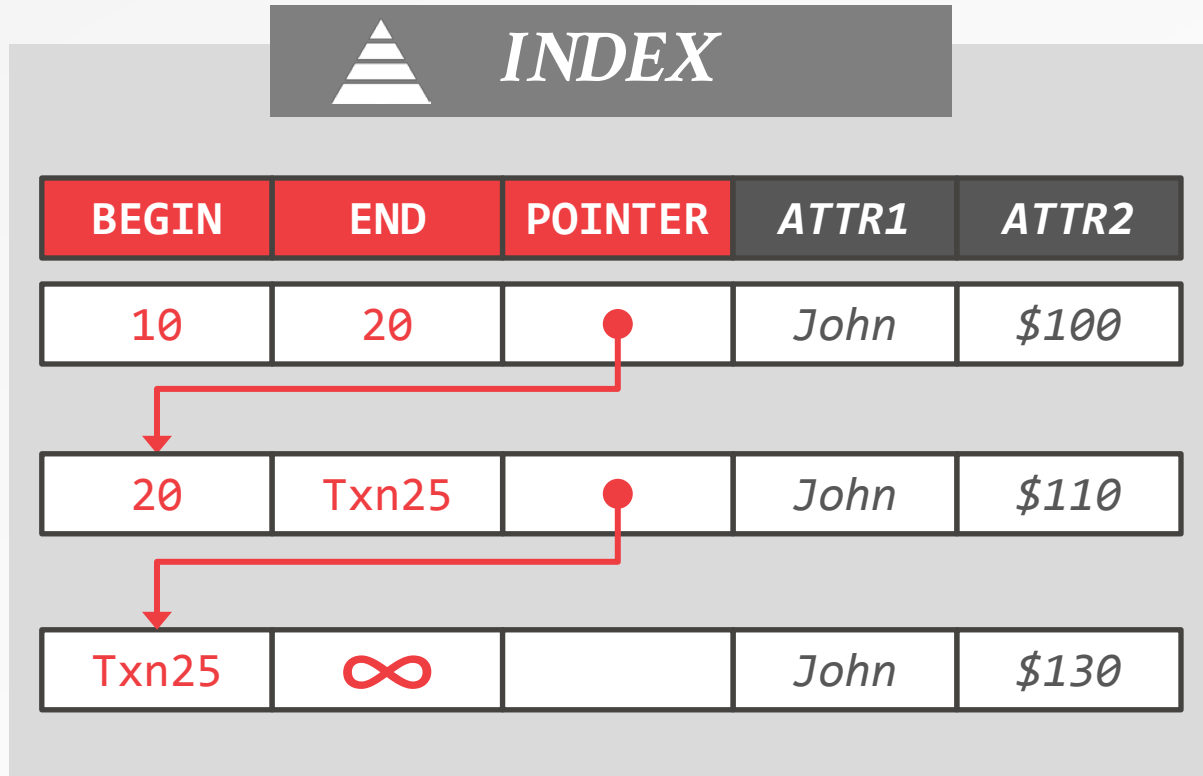 INDEX
BEGIN END POINTER ATTR1 ATTR2
10 20 John $100
20 Txn25 John $110
Txn25 ∞ John $130